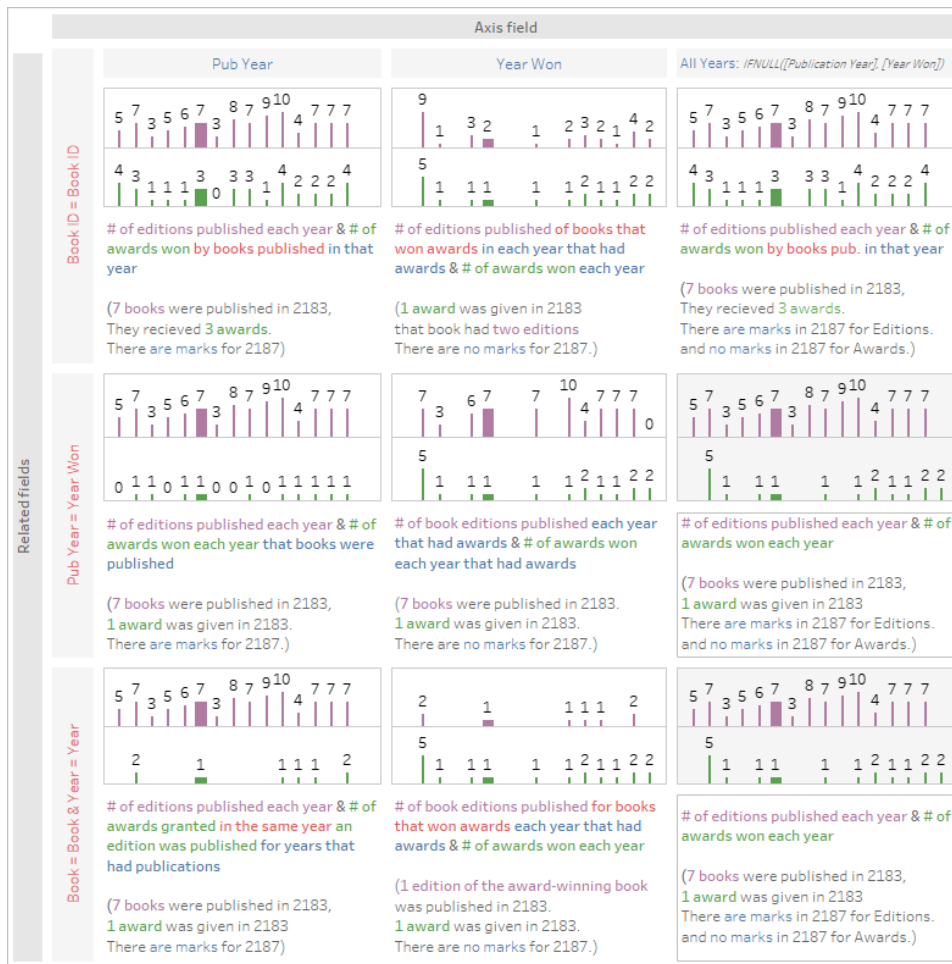 Axis field
Related fields
Pub Year
Year Won
All Years: IFNULL([Publication Year], [Year Won])
Book ID = Book ID
5 7 3 5 6 7 3 8 7 9 10 4 7 7 7
4 3 1 1 1 3 0 3 3 1 4 2 2 2 4
# of editions published each year & # of
awards won by books published in that
year
(7 books were published in 2183,
They recieved 3 awards.
There are marks for 2187)
9 1 3 2 1 2 3 2 1 4 2
5 1 1 1 1 1 2 1 1 2 2
# of editions published of books that
won awards in each year that had
awards & # of awards won each year
(1 award was given in 2183
that book had two editions
There are no marks for 2187.)
5 7 3 5 6 7 3 8 7 9 10 4 7 7 7
4 3 1 1 1 3 3 3 1 4 2 2 2 4
# of editions published each year & # of
awards won by books pub. in that year
(7 books were published in 2183,
They recieved 3 awards.
There are marks in 2187 for Editions.
and no marks in 2187 for Awards.)
Pub Year = Year Won
5 7 3 5 6 7 3 8 7 9 10 4 7 7 7
0 1 1 0 1 1 0 0 1 0 1 1 1 1 1
# of editions published each year & # of
awards won each year that books were
published
(7 books were published in 2183,
1 award was given in 2183.
There are marks for 2187.)
7 3 6 7 7 10 4 7 7 7 0
5 1 1 1 1 1 2 1 1 2 2
# of book editions published each year
that had awards & # of awards won
each year that had awards
(7 books were published in 2183.
1 award was given in 2183.
There are no marks for 2187.)
5 7 3 5 6 7 3 8 7 9 10 4 7 7 7
5 1 1 1 1 1 2 1 1 2 2
# of editions published each year & # of
awards won each year
(7 books were published in 2183,
1 award was given in 2183
There are marks in 2187 for Editions.
and no marks in 2187 for Awards.)
Book = Book & Year = Year
5 7 3 5 6 7 3 8 7 9 10 4 7 7 7
2 1 1 1 1 2
# of editions published each year & # of
awards granted in the same year an
edition was published for years that
had publications
(7 books were published in 2183,
1 award was given in 2183
There are marks for 2187)
2 1 1 1 1 2
5 1 1 1 1 1 2 1 1 2 2
# of book editions published for books
that won awards each year that had
awards & # of awards won each year
(1 edition of the award-winning book
was published in 2183.
1 award was given in 2183.
There are no marks for 2187.)
5 7 3 5 6 7 3 8 7 9 10 4 7 7 7
5 1 1 1 1 1 2 1 1 2 2
# of editions published each year & # of
awards won each year
(7 books were published in 2183,
1 award was given in 2183
There are marks in 2187 for Editions.
and no marks in 2187 for Awards.)